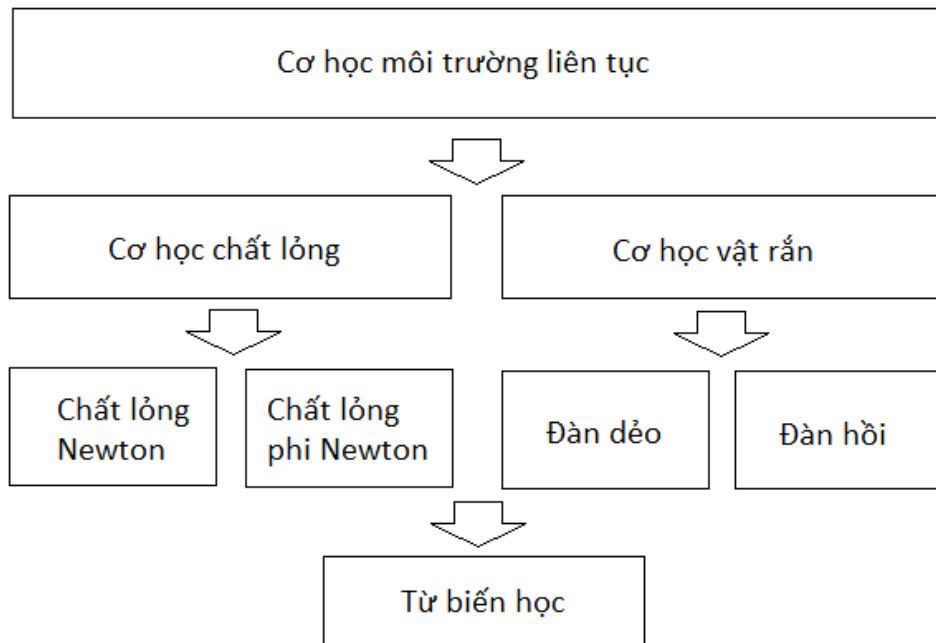 Cơ học môi trường liên tục
Cơ học chất lỏng
Cơ học vật rắn
Chất lỏng
Newton
Chất lỏng
phi Newton
Đàn dẻo
Đàn hồi
Từ biến học